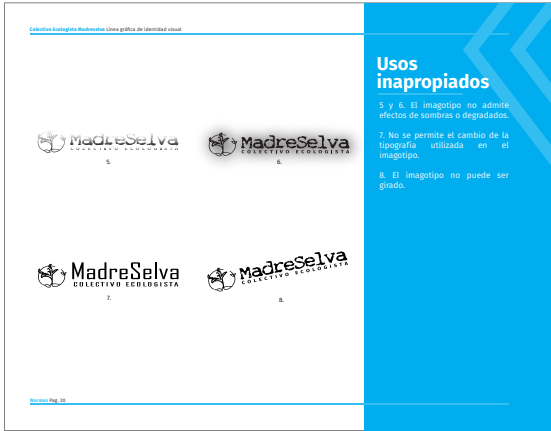 Colectivo Ecologista Madreselva Línea gráfica de identidad visual
MadreSelva
COLECTIVO ECOLOGISTA
5.
MadreSelva
COLECTIVO ECOLOGISTA
6.
MadreSelva
COLECTIVO ECOLOGISTA
7.
MadreSelva
COLECTIVO ECOLOGISTA
8.
Normas Pag. 20
Usos
inapropiados
5 y 6. El imagotipo no admite
efectos de sombras o degradados.
7. No se permite el cambio de la
tipografía utilizada en el
imagotipo.
8. El imagotipo no puede ser
girado.